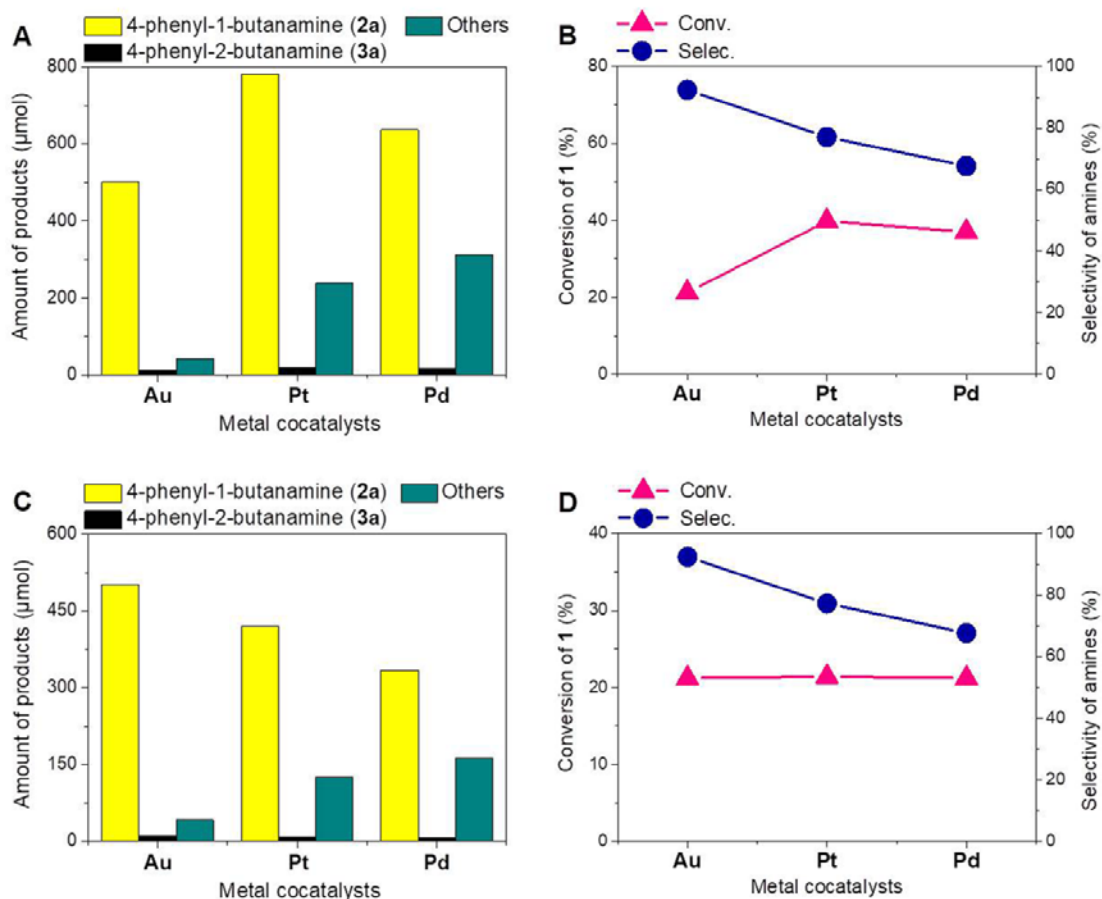 A
4-phenyl-1-butanamine (2a) Others
4-phenyl-2-butanamine (3a)
800
600
400
200
0
Amount of products (µmol)
Au Pt Pd
Metal cocatalysts
B
Conv.
Selec.
80
60
40
20
0
Conversion of 1 (%)
100
80
60
40
20
0
Selectivity of amines (%)
Au Pt Pd
Metal cocatalysts
C
4-phenyl-1-butanamine (2a) Others
4-phenyl-2-butanamine (3a)
600
450
300
150
0
Amount of products (µmol)
Au Pt Pd
Metal cocatalysts
D
Conv.
Selec.
40
30
20
10
0
Conversion of 1 (%)
100
80
60
40
20
0
Selectivity of amines (%)
Au Pt Pd
Metal cocatalysts